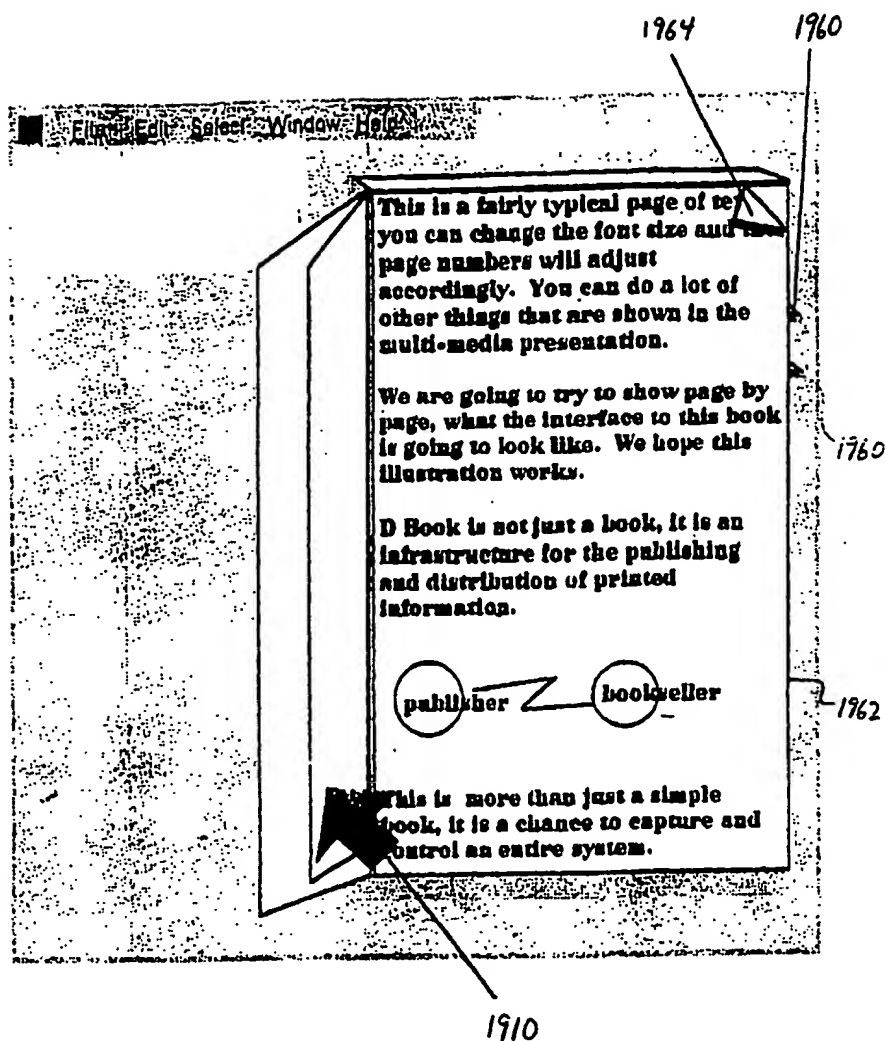 1964 1960
File Edit Select Window Help
This is a fairly typical page of te
you can change the font size and
page numbers will adjust
accordingly. You can do a lot of
other things that are shown in the
multi-media presentation.
We are going to try to show page by
page, what the interface to this book
is going to look like. We hope this
illustration works.
1960
D Book is not just a book, it is an
infrastructure for the publishing
and distribution of printed
information.
publisher bookseller
1962
This is more than just a simple
book, it is a chance to capture and
control an entire system.
1910